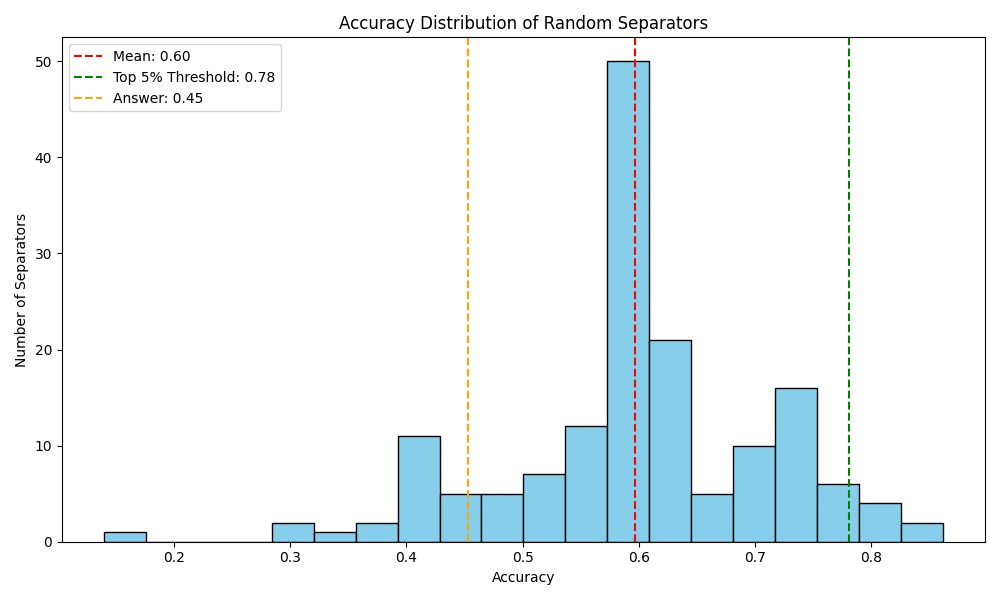 Accuracy Distribution of Random Separators
Mean: 0.60
Top 5% Threshold: 0.78
Answer: 0.45
Number of Separators
50
40
30
20
10
0
0.2 0.3 0.4 0.5 0.6 0.7 0.8
Accuracy